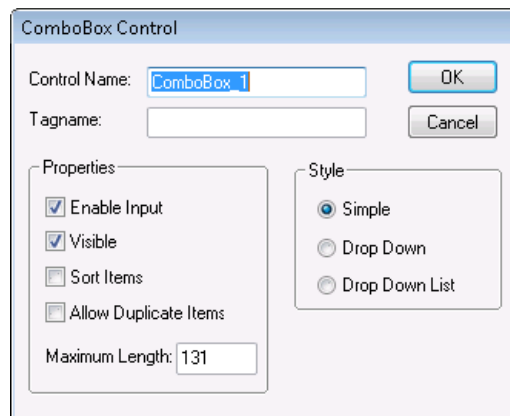 ComboBox Control
Control Name: ComboBox_1
OK
Tagname:
Cancel
Properties
Enable Input
Visible
Sort Items
Allow Duplicate Items
Maximum Length: 131
Style
Simple
Drop Down
Drop Down List